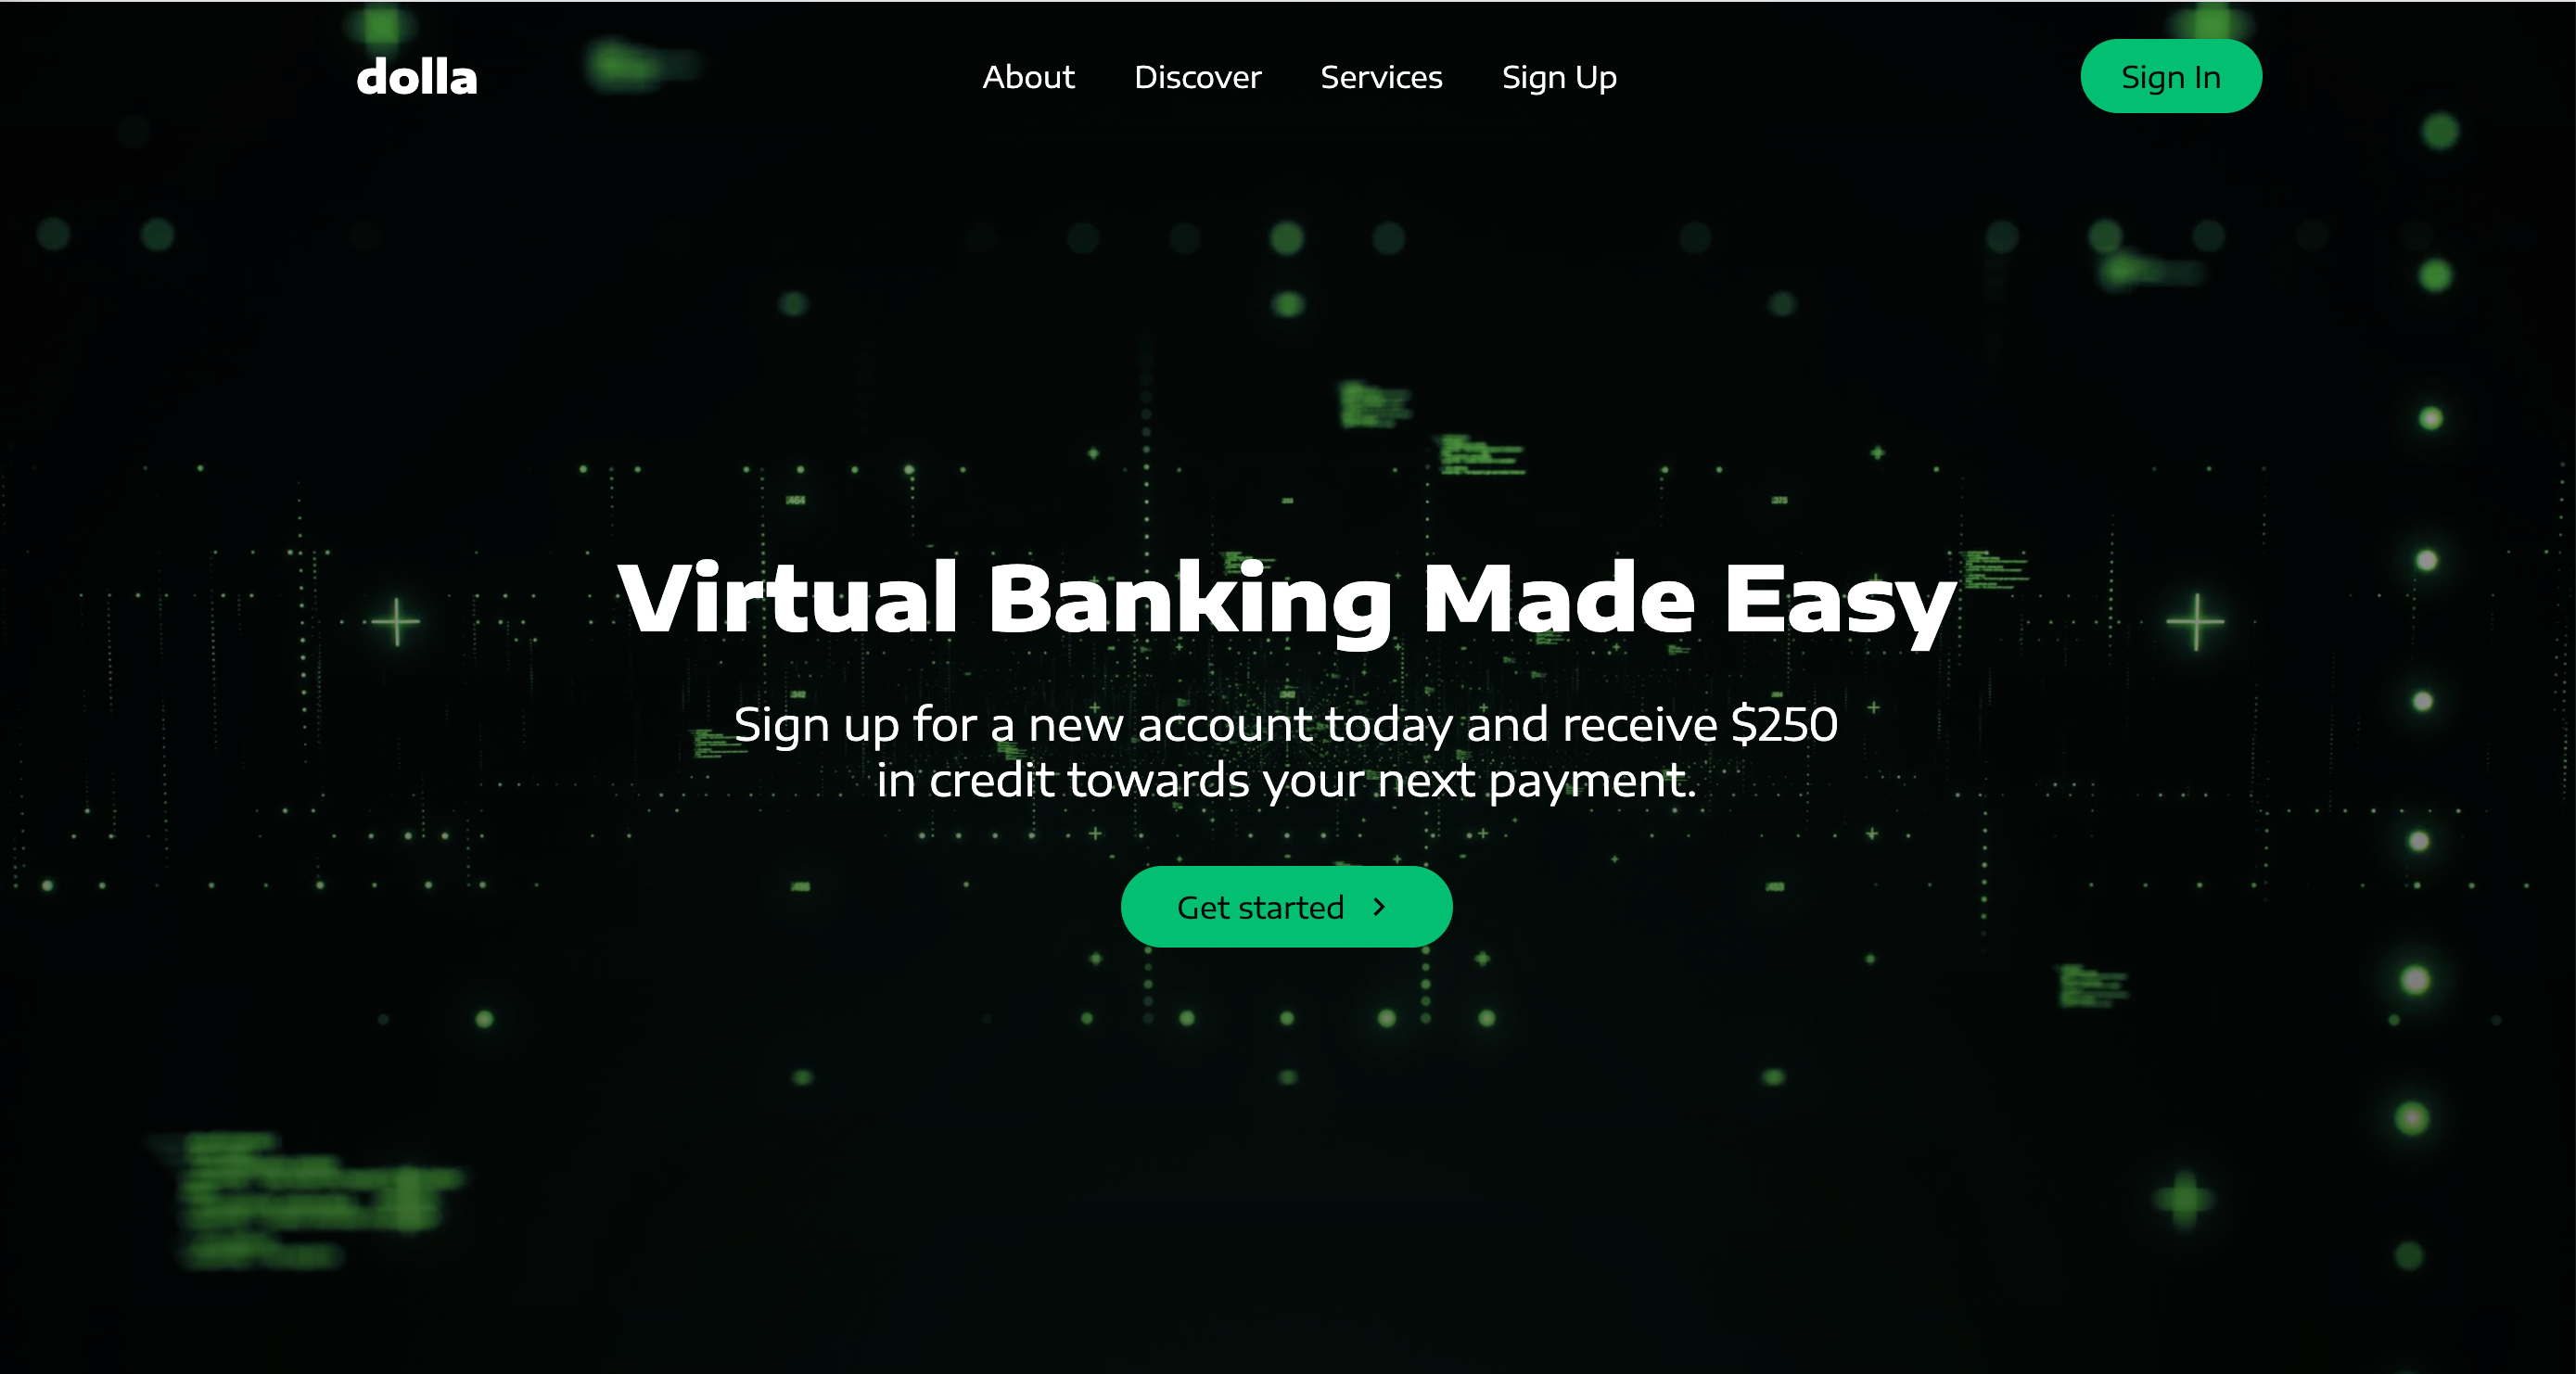 dolla
About
Discover
Services
Sign Up
Sign In
Virtual Banking Made Easy
Sign up for a new account today and receive $250
in credit towards your next payment.
Get started